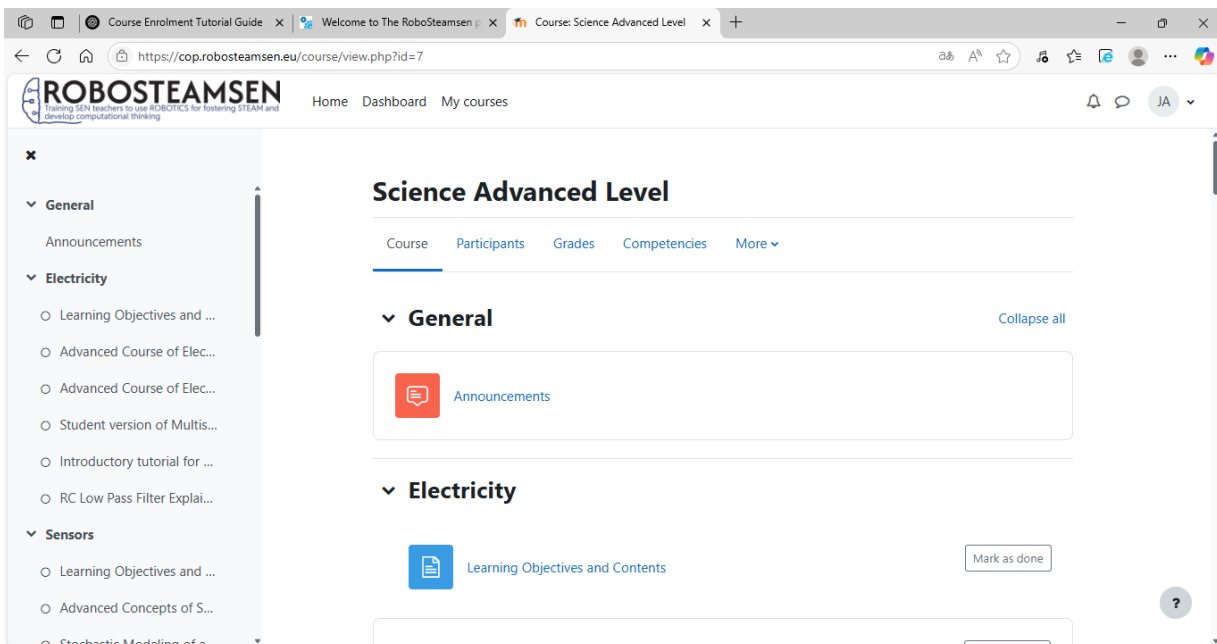 Course Enrolment Tutorial Guide
Welcome to The RoboSteamsen p
Course: Science Advanced Level
https://cop.robosteamsen.eu/course/view.php?id=7
ROBOSTEAMSEN
Training SEN teachers to use ROBOTICS for fostering STEAM and
develop computational thinking
Home Dashboard My courses
JA
General
Announcements
Electricity
Learning Objectives and ...
Advanced Course of Elec...
Advanced Course of Elec...
Student version of Multis...
Introductory tutorial for ...
RC Low Pass Filter Explai...
Sensors
Learning Objectives and ...
Advanced Concepts of S...
Stochastic Modeling of a
Science Advanced Level
Course Participants Grades Competencies More
General
Collapse all
Announcements
Electricity
Learning Objectives and Contents
Mark as done
?